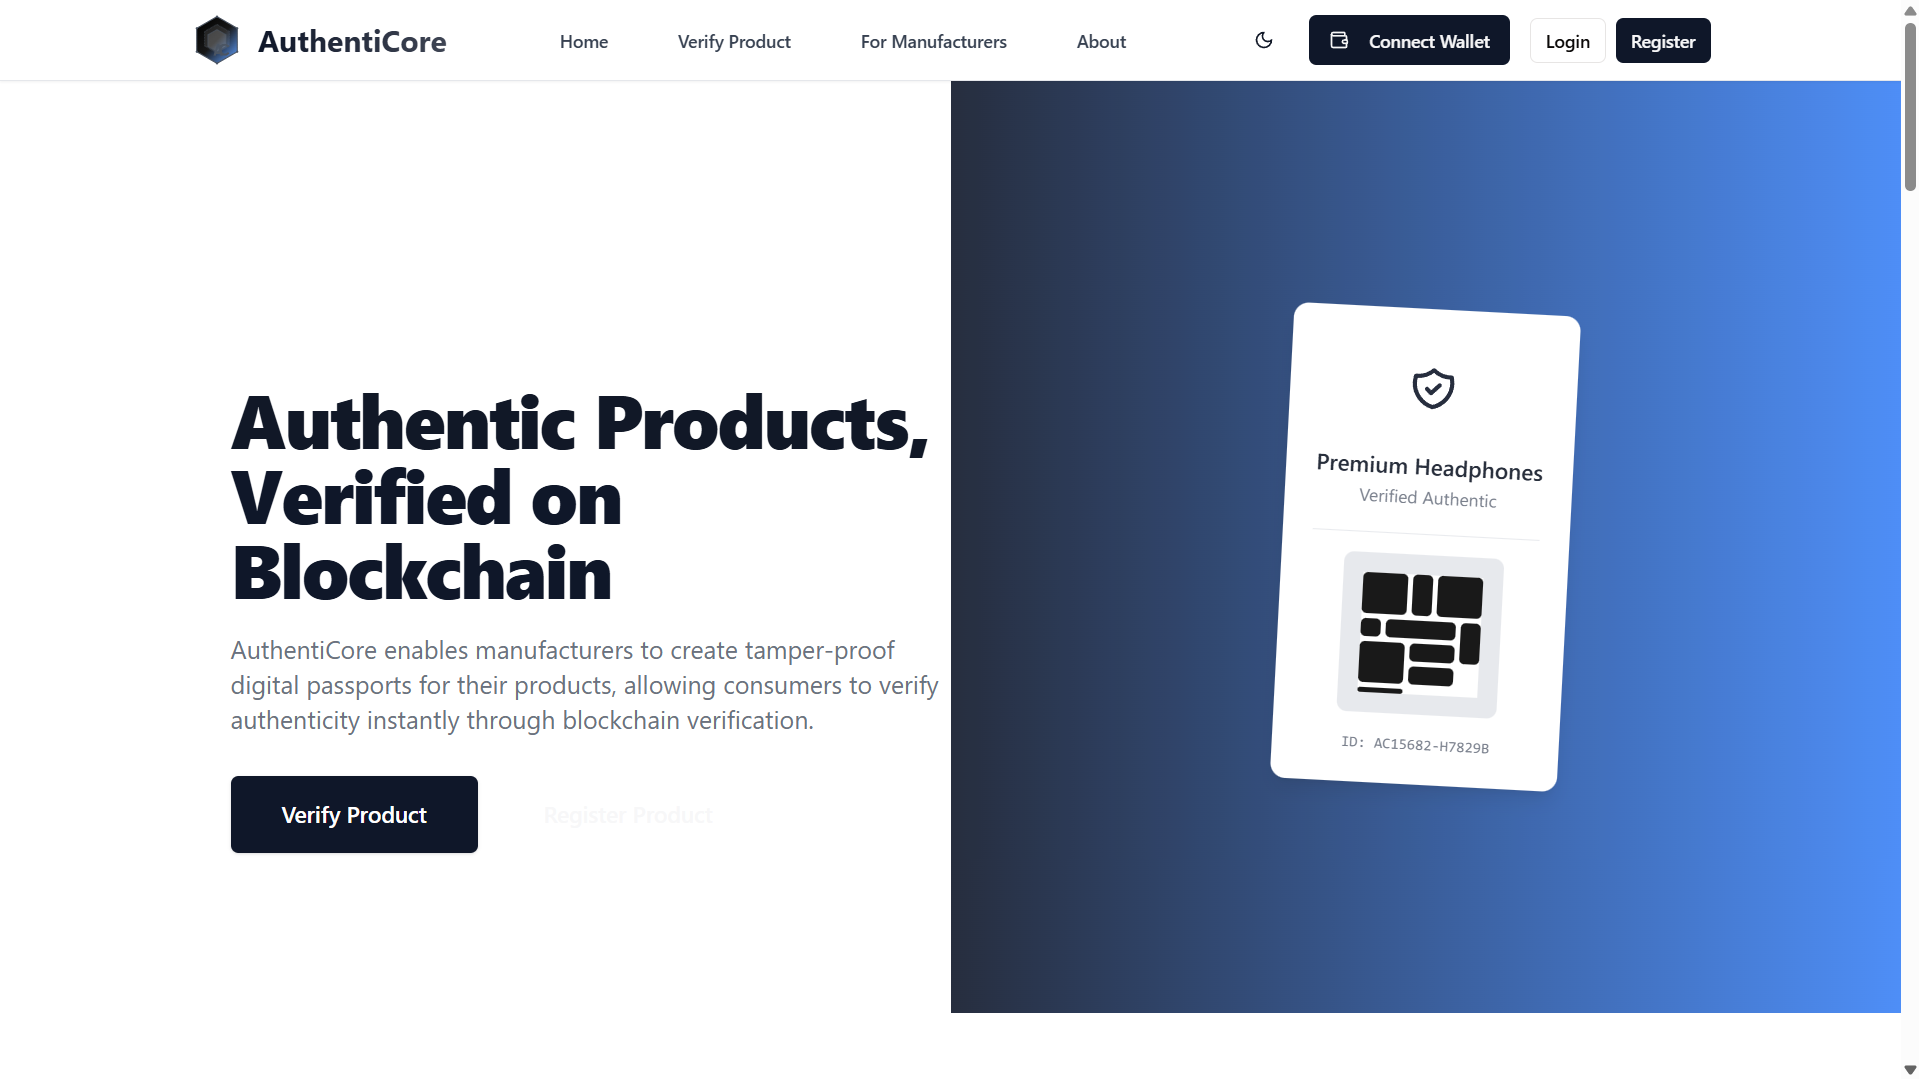 AuthentiCore
Home
Verify Product
For Manufacturers
About
Connect Wallet
Login
Register
Authentic Products,
Verified on
Blockchain
AuthentiCore enables manufacturers to create tamper-proof
digital passports for their products, allowing consumers to verify
authenticity instantly through blockchain verification.
Verify Product
Register Product
Premium Headphones
Verified Authentic
ID: AC15682-H7829B